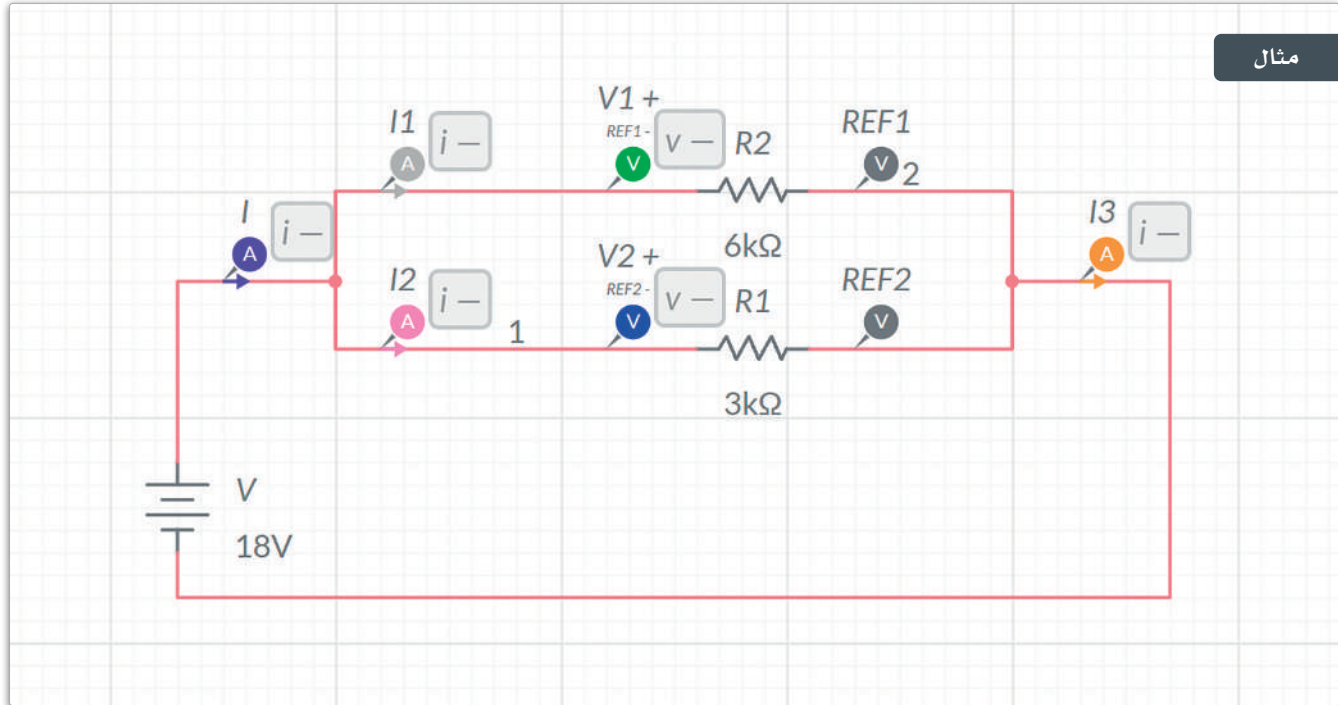 مثال
V1 +
I1
i —
REF1 -
v —
R2
REF1
A
V
V
2
I
i —
I3
i —
A
6kΩ
A
V2 +
I2
i —
REF2 -
v —
R1
REF2
A
1
V
V
3kΩ
V
18V